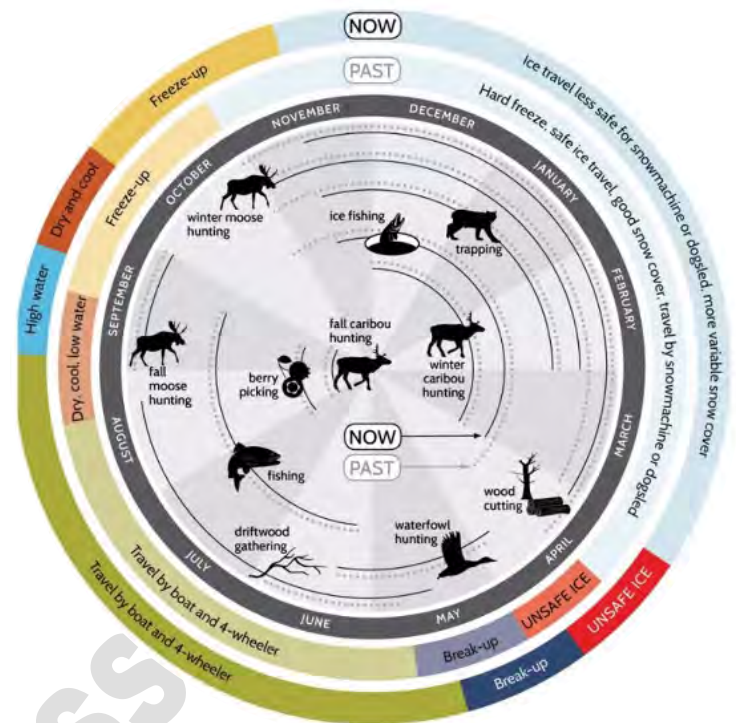 NOW
PAST
Ice travel less safe for snowmachine or dogsled, more variable snow cover
Hard freeze, safe ice travel, good snow cover, travel by snowmachine or dogsled
UNSAFE ICE
UNSAFE ICE
Break-up
Break-up
Travel by boat and 4-wheeler
Travel by boat and 4-wheeler
High water
Dry, cool, low water
Dry and cool
Freeze-up
Freeze-up
NOVEMBER
DECEMBER
JANUARY
FEBRUARY
MARCH
APRIL
MAY
JUNE
JULY
AUGUST
SEPTEMBER
OCTOBER
winter moose
hunting
ice fishing
trapping
fall caribou
hunting
fall
moose
hunting
berry
picking
winter
caribou
hunting
NOW
PAST
fishing
wood
cutting
driftwood
gathering
waterfowl
hunting